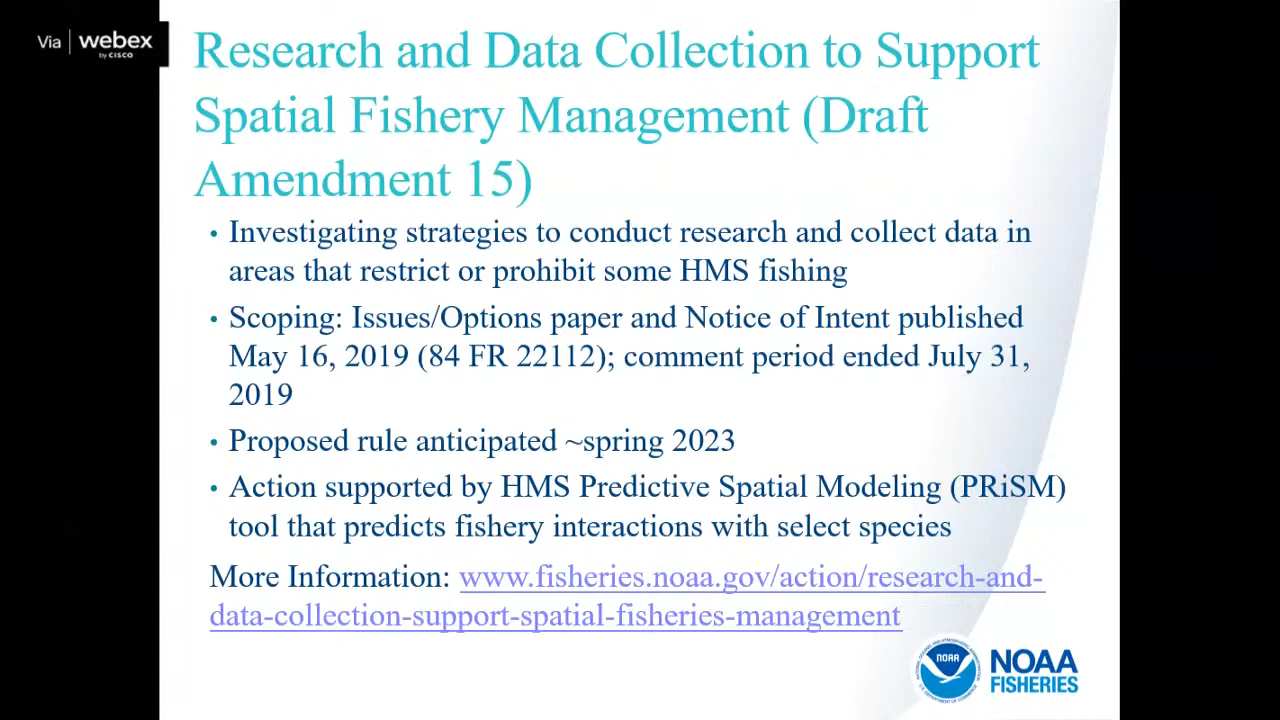 Via webex
by CISCO
Research and Data Collection to Support
Spatial Fishery Management (Draft
Amendment 15)
• Investigating strategies to conduct research and collect data in
areas that restrict or prohibit some HMS fishing
• Scoping: Issues/Options paper and Notice of Intent published
May 16, 2019 (84 FR 22112); comment period ended July 31,
2019
• Proposed rule anticipated ~spring 2023
• Action supported by HMS Predictive Spatial Modeling (PRiSM)
tool that predicts fishery interactions with select species
More Information: www.fisheries.noaa.gov/action/research-and-
data-collection-support-spatial-fisheries-management
NOAA
NOAA
FISHERIES